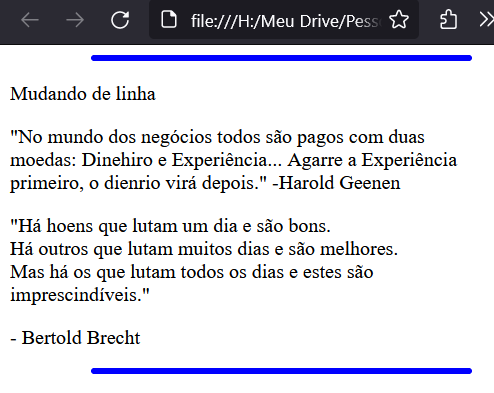 file:///H:/Meu Drive/Pess
Mudando de linha
"No mundo dos negócios todos são pagos com duas
moedas: Dinehiro e Experiência... Agarre a Experiência
primeiro, o dienrio virá depois." -Harold Geenen
"Há hoens que lutam um dia e são bons.
Há outros que lutam muitos dias e são melhores.
Mas há os que lutam todos os dias e estes são
imprescindíveis."
- Bertold Brecht